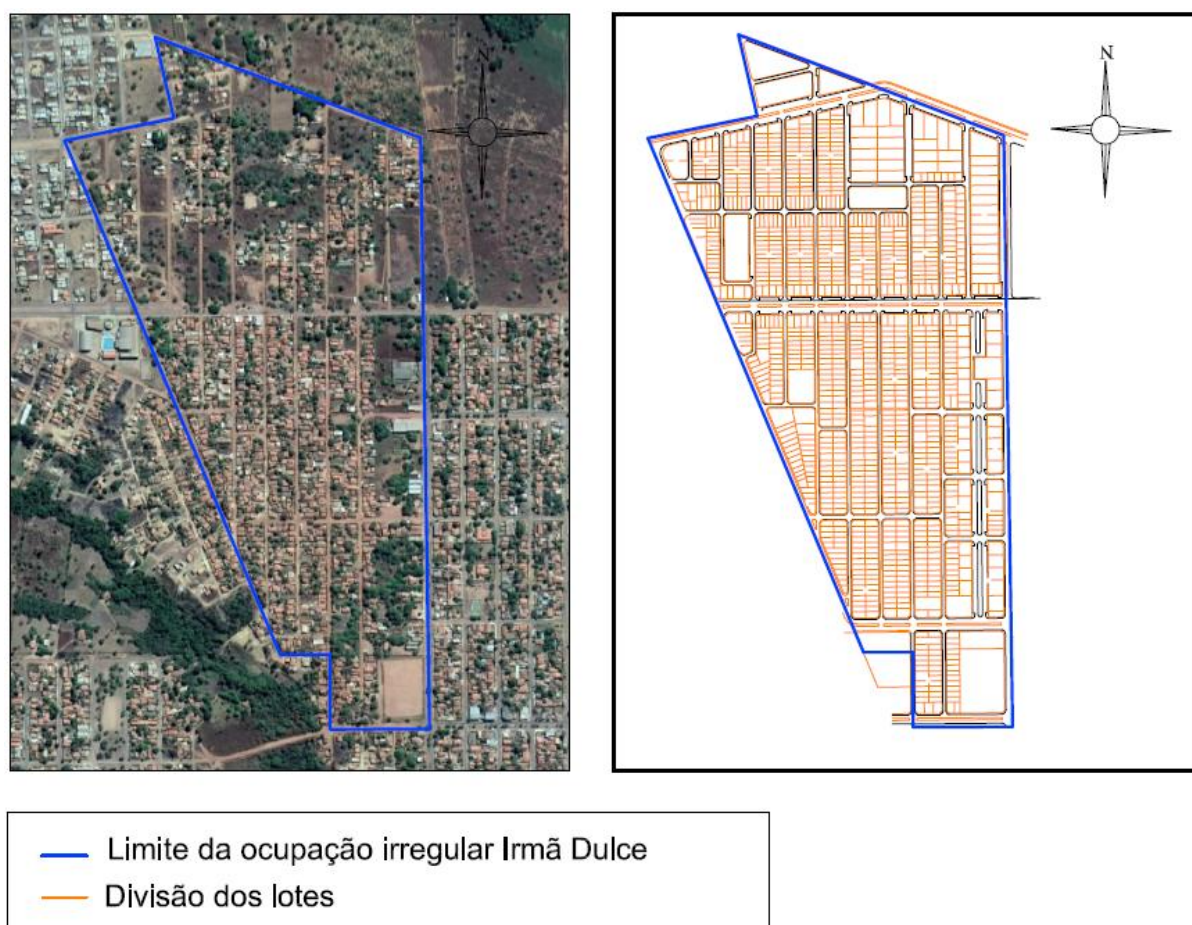 N
N
Limite da ocupação irregular Irmã Dulce
Divisão dos lotes